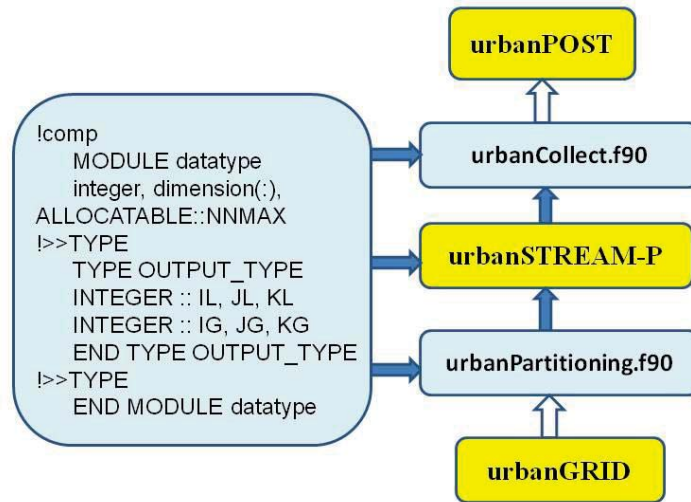 urbanPOST
!comp
MODULE datatype
integer, dimension(:),
ALLOCATABLE::NNMAX
!>>TYPE
TYPE OUTPUT_TYPE
INTEGER :: IL, JL, KL
INTEGER :: IG, JG, KG
END TYPE OUTPUT_TYPE
!>>TYPE
END MODULE datatype
urbanCollect.f90
urbanSTREAM-P
urbanPartitioning.f90
urbanGRID